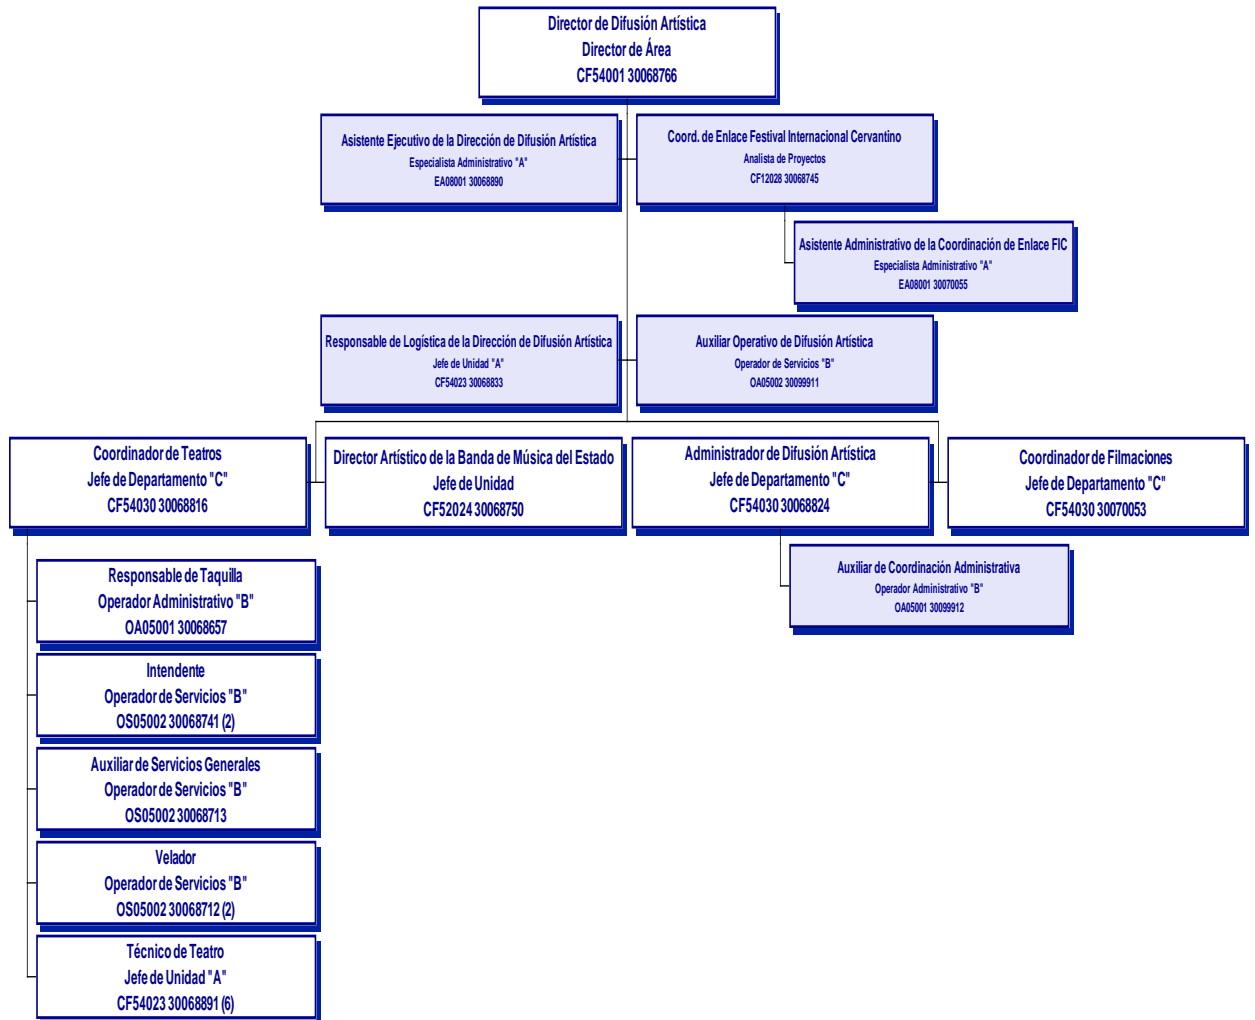 Director de Difusión Artística
Director de Área
CF54001 30068766
Asistente Ejecutivo de la Dirección de Difusión Artística
Especialista Administrativo "A"
EA08001 30068890
Coord. de Enlace Festival Internacional Cervantino
Analista de Proyectos
CF12028 30068745
Asistente Administrativo de la Coordinación de Enlace FIC
Especialista Administrativo "A"
EA08001 30070055
Responsable de Logística de la Dirección de Difusión Artística
Jefe de Unidad "A"
CF54023 30068833
Auxiliar Operativo de Difusión Artística
Operador de Servicios "B"
OA05002 30099911
Coordinador de Teatros
Jefe de Departamento "C"
CF54030 30068816
Director Artístico de la Banda de Música del Estado
Jefe de Unidad
CF52024 30068750
Administrador de Difusión Artística
Jefe de Departamento "C"
CF54030 30068824
Coordinador de Filmaciones
Jefe de Departamento "C"
CF54030 30070053
Auxiliar de Coordinación Administrativa
Operador Administrativo "B"
OA05001 30099912
Responsable de Taquilla
Operador Administrativo "B"
OA05001 30068657
Intendente
Operador de Servicios "B"
OS05002 30068741 (2)
Auxiliar de Servicios Generales
Operador de Servicios "B"
OS05002 30068713
Velador
Operador de Servicios "B"
OS05002 30068712 (2)
Técnico de Teatro
Jefe de Unidad "A"
CF54023 30068891 (6)